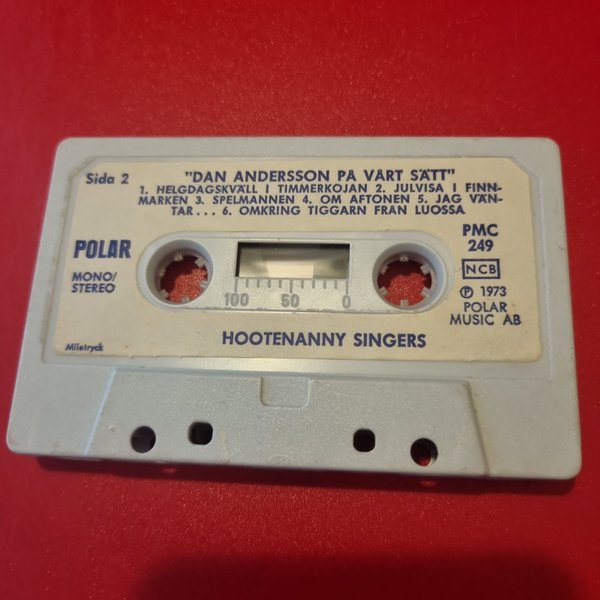 Sida 2
"DAN ANDERSSON PÅ VÅRT SÄTT"
1. HELGDAGSKVÄLL I TIMMERKOJAN 2. JULVISA I FINN-
MARKEN 3. SPELMANNEN 4. OM AFTONEN 5. JAG VÄN-
TAR... 6. OMKRING TIGGARN FRÅN LUOSSA
POLAR
MONO/
STEREO
PMC
249
NCB
℗ 1973
POLAR
MUSIC AB
100 50 0
HOOTENANNY SINGERS
Miletryck